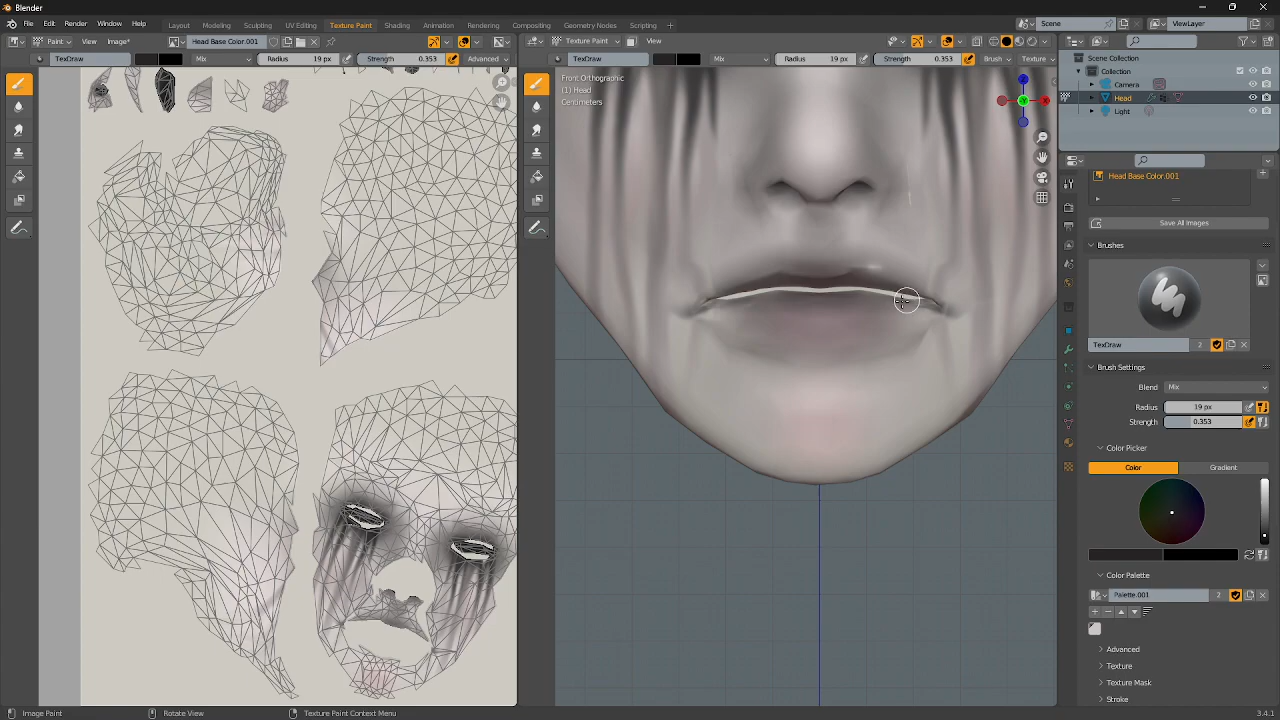 Blender
File Edit Render Window Help
Layout Modeling Sculpting UV Editing Texture Paint Shading Animation Rendering Compositing Geometry Nodes Scripting +
Scene
ViewLayer
Paint View Image*
Head Base Color.001
Texture Paint View
TexDraw Mix Radius 19 px Strength 0.353 Advanced
TexDraw Mix Radius 19 px Strength 0.353 Brush Texture
Front Orthographic
(1) Head
Centimeters
Scene Collection
Collection
Camera
Head
Light
Head Base Color.001
Save All Images
Brushes
TexDraw 2
Brush Settings
Blend Mix
Radius 19 px
Strength 0.353
Color Picker
Color Gradient
Color Palette
Palette.001 2
Advanced
Texture
Texture Mask
Stroke
Image Paint Rotate View Texture Paint Context Menu 3.4.1